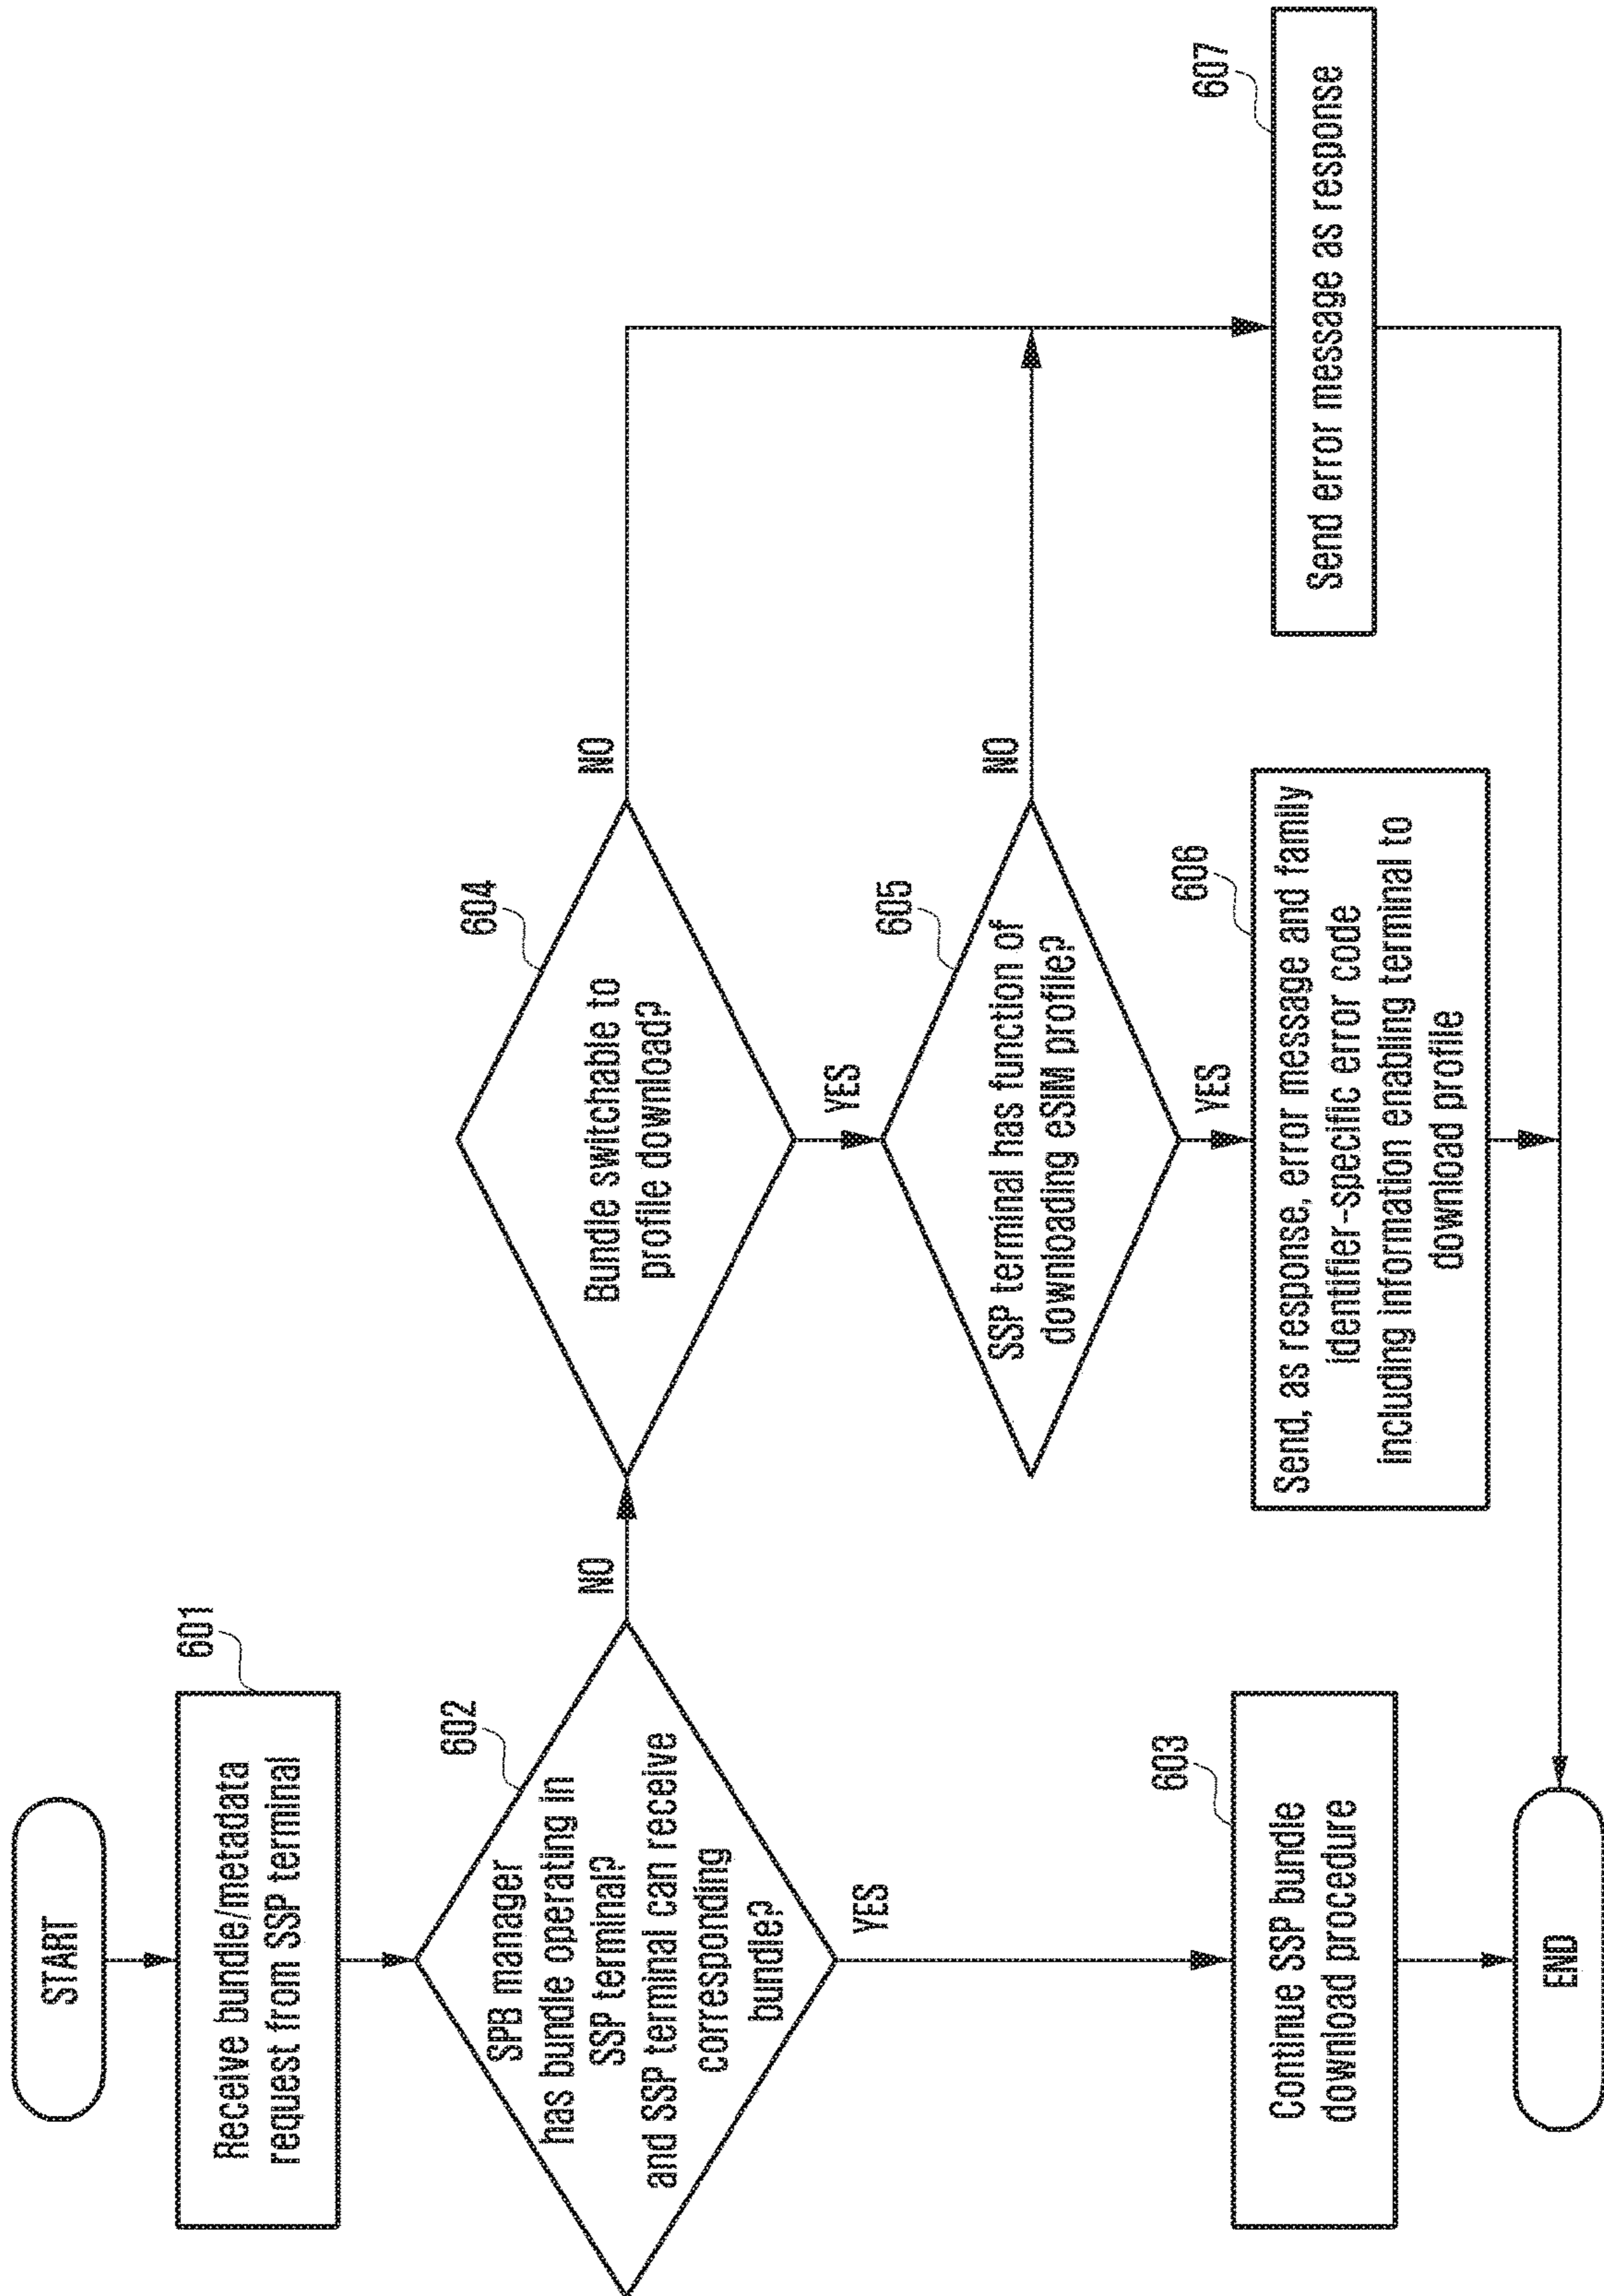 START
601
Receive bundle/metadata
request from SSP terminal
602
SPB manager
has bundle operating in
SSP terminal?
and SSP terminal can receive
corresponding
bundle?
NO
YES
603
Continue SSP bundle
download procedure
604
Bundle switchable to
profile download?
NO
YES
605
SSP terminal has function of
downloading eSIM profile?
NO
YES
606
Send, as response, error message and family
identifier-specific error code
including information enabling terminal to
download profile
607
Send error message as response
END